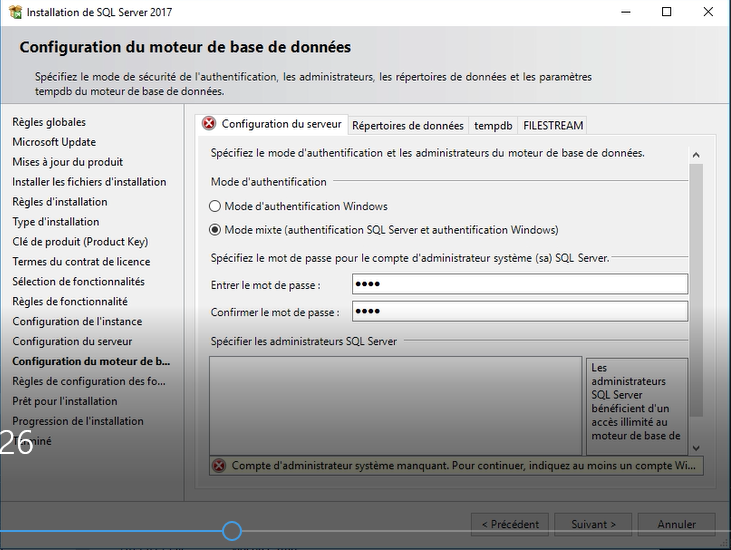 Installation de SQL Server 2017
Configuration du moteur de base de données
Spécifiez le mode de sécurité de l'authentification, les administrateurs, les répertoires de données et les paramètres
tempdb du moteur de base de données.
Règles globales
Microsoft Update
Mises à jour du produit
Installer les fichiers d'installation
Règles d'installation
Type d'installation
Clé de produit (Product Key)
Termes du contrat de licence
Sélection de fonctionnalités
Règles de fonctionnalité
Configuration de l'instance
Configuration du serveur
Configuration du moteur de b...
Règles de configuration des fo...
Prêt pour l'installation
Progression de l'installation
26
Configuration du serveur
Répertoires de données
tempdb
FILESTREAM
Spécifiez le mode d'authentification et les administrateurs du moteur de base de données.
Mode d'authentification
Mode d'authentification Windows
Mode mixte (authentification SQL Server et authentification Windows)
Spécifiez le mot de passe pour le compte d'administrateur système (sa) SQL Server.
Entrer le mot de passe :
●●●●
Confirmer le mot de passe :
●●●●
Spécifier les administrateurs SQL Server
Les
administrateurs
SQL Server
bénéficient d'un
accès illimité au
moteur de base de
Compte d'administrateur système manquant. Pour continuer, indiquez au moins un compte Wi...
< Précédent
Suivant >
Annuler